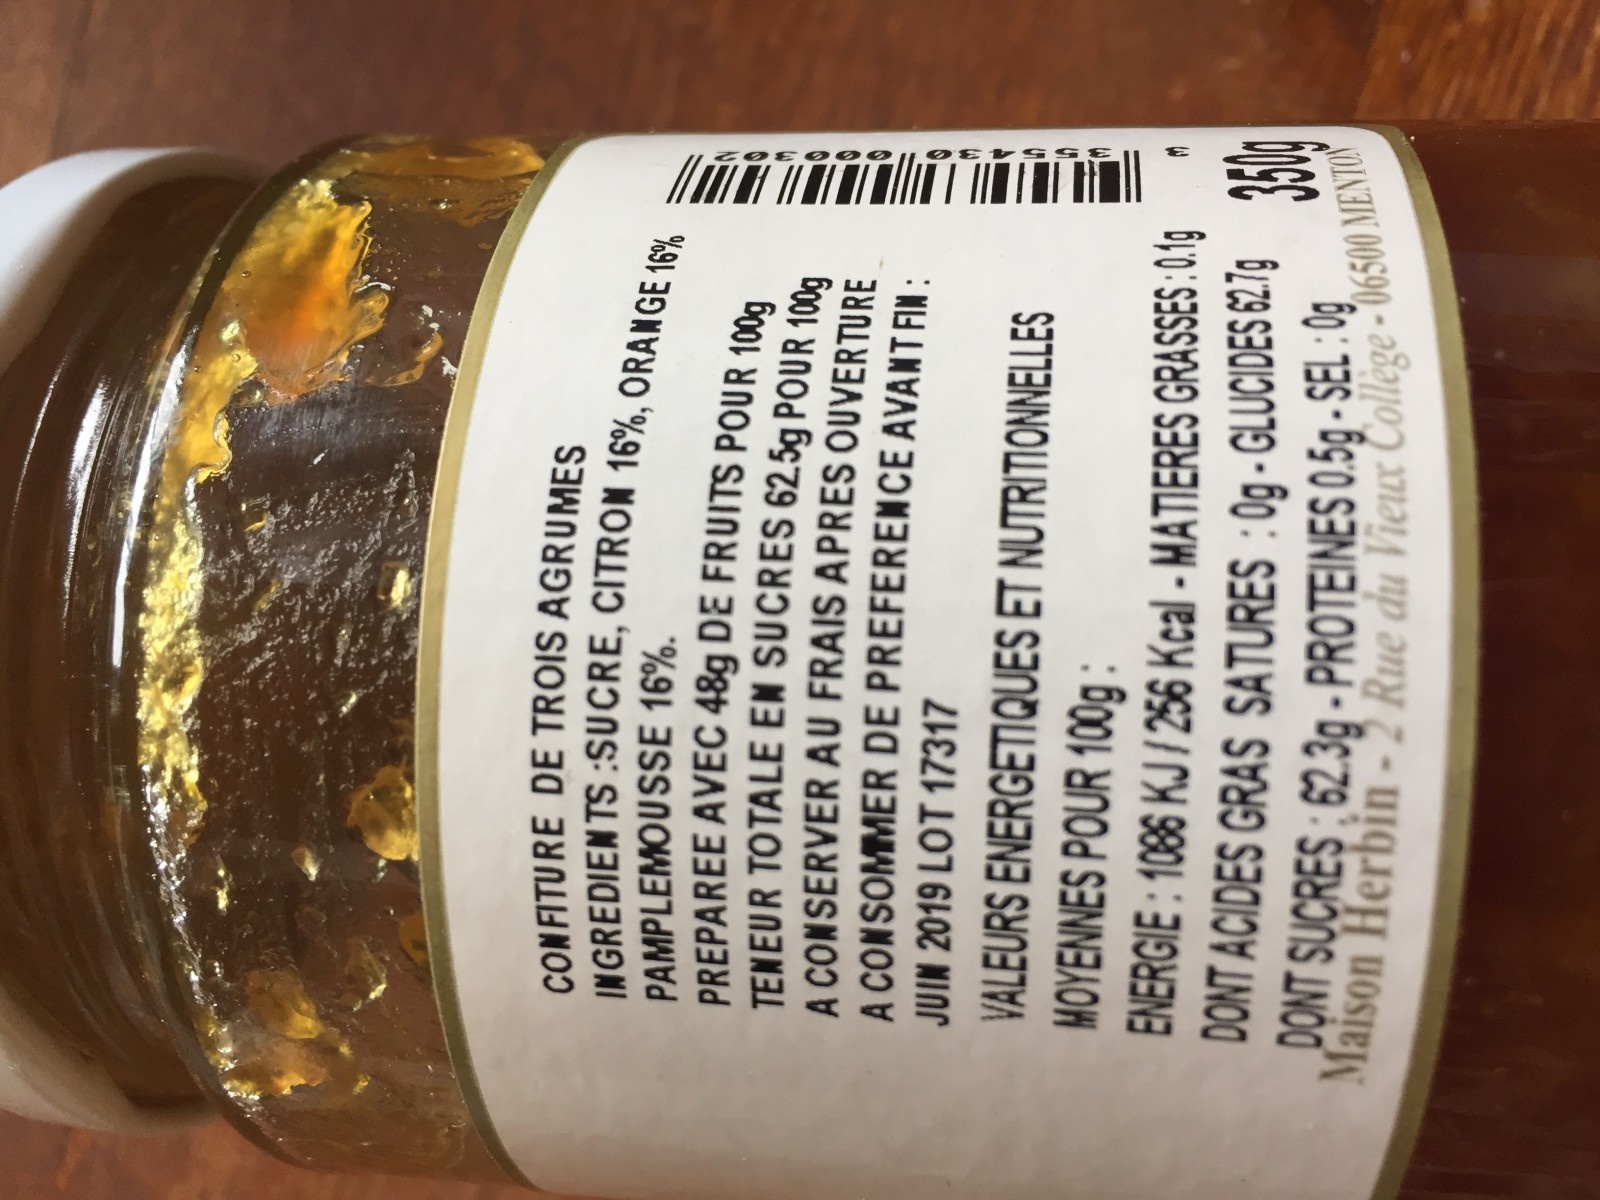 CONFITURE DE TROIS AGRUMES
INGREDIENTS :SUCRE, CITRON 16%, ORANGE 16%
PAMPLEMOUSSE 16%.
PREPAREE AVEC 48g DE FRUITS POUR 100g
TENEUR TOTALE EN SUCRES 62.5g POUR 100g
A CONSERVER AU FRAIS APRES OUVERTURE
A CONSOMMER DE PREFERENCE AVANT FIN :
JUIN 2019 LOT 17317
VALEURS ENERGETIQUES ET NUTRITIONNELLES
MOYENNES POUR 100g :
ENERGIE : 1086 KJ / 256 Kcal - MATIERES GRASSES : 0.1g
DONT ACIDES GRAS SATURES : 0g - GLUCIDES 62.7g
DONT SUCRES : 62.3g - PROTEINES 0.5g - SEL : 0g
Maison Herbin - 2 Rue du Vieux Collège - 06500 MENTON
3 355430 000302
350g